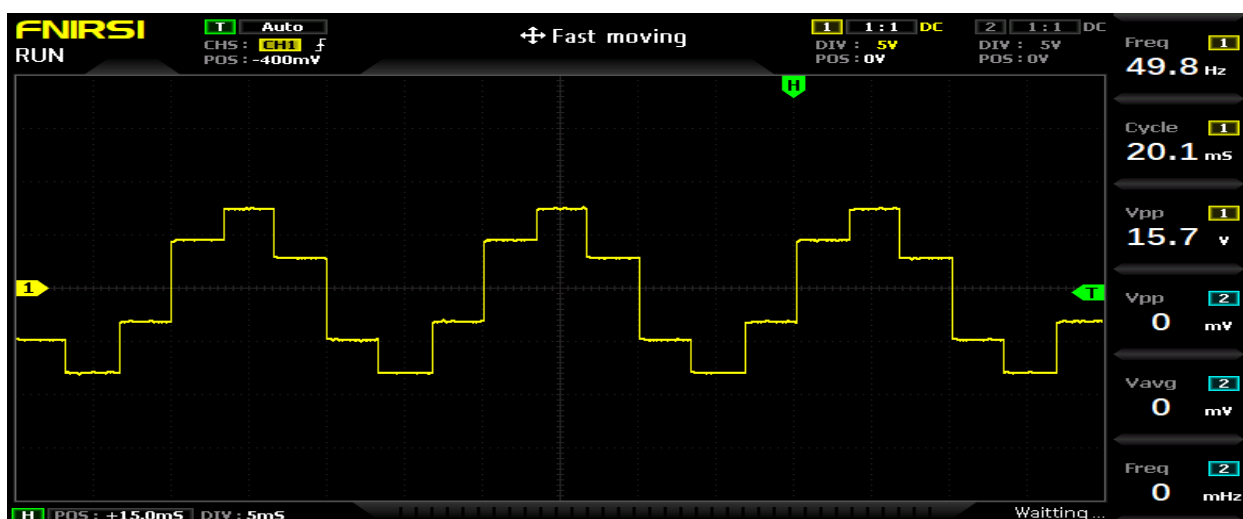 FNIRSI
RUN
T Auto
CHS : CH1
POS : -400mV
Fast moving
1 1 : 1 DC
DIV : 5V
POS : 0V
2 1 : 1 DC
DIV : 5V
POS : 0V
H
1
T
Freq 1
49.8 Hz
Cycle 1
20.1 mS
Vpp 1
15.7 V
Vpp 2
0 mV
Vavg 2
0 mV
Freq 2
0 mHz
H POS : +15.0mS DIV : 5mS
Waitting ...